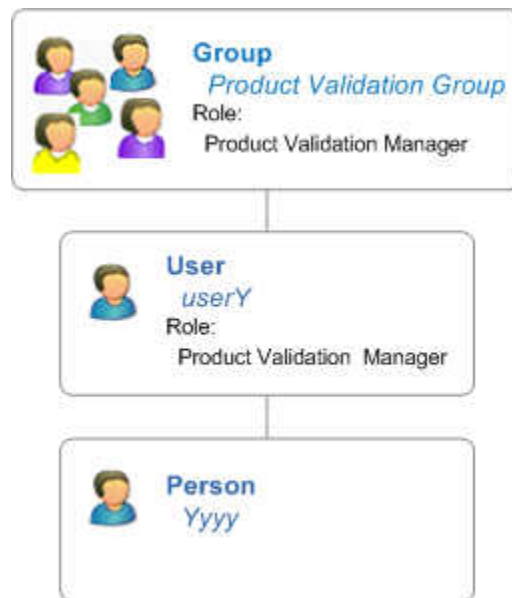 Group
Product Validation Group
Role:
Product Validation Manager
User
userY
Role:
Product Validation Manager
Person
Yyyy